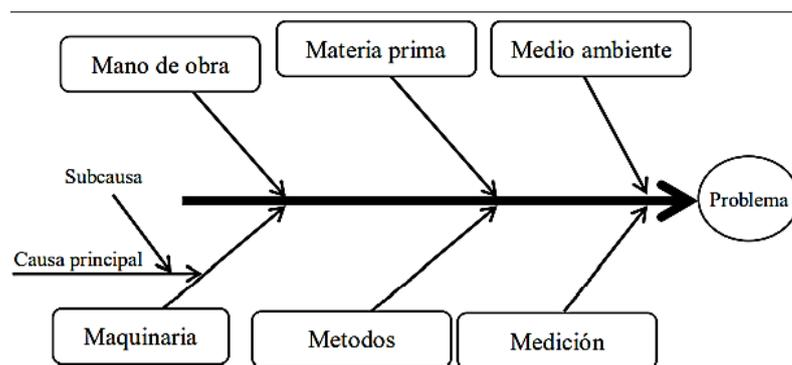 Mano de obra
Materia prima
Medio ambiente
Subcausa
Problema
Causa principal
Maquinaria
Metodos
Medición